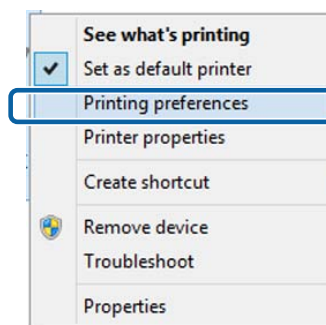 See what's printing
Set as default printer
Printing preferences
Printer properties
Create shortcut
Remove device
Troubleshoot
Properties